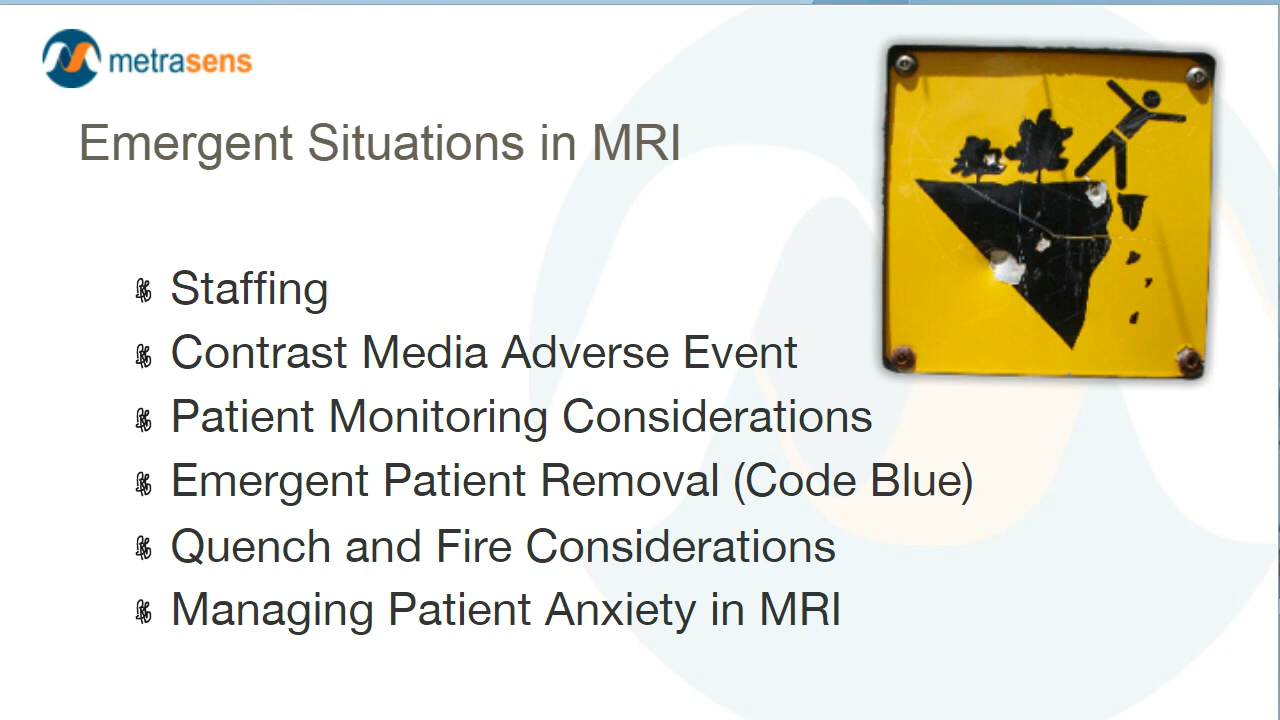 metrasens
Emergent Situations in MRI
Staffing
Contrast Media Adverse Event
Patient Monitoring Considerations
Emergent Patient Removal (Code Blue)
Quench and Fire Considerations
Managing Patient Anxiety in MRI